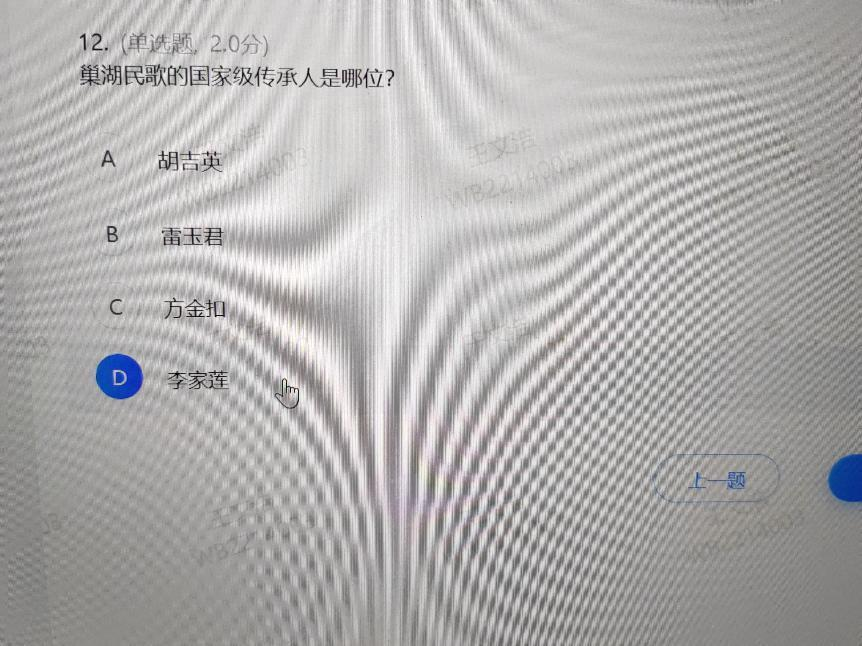 12. (单选题, 2.0分)
巢湖民歌的国家级传承人是哪位?
A 胡吉英
B 雷玉君
C 方金扣
D 李家莲
上一题